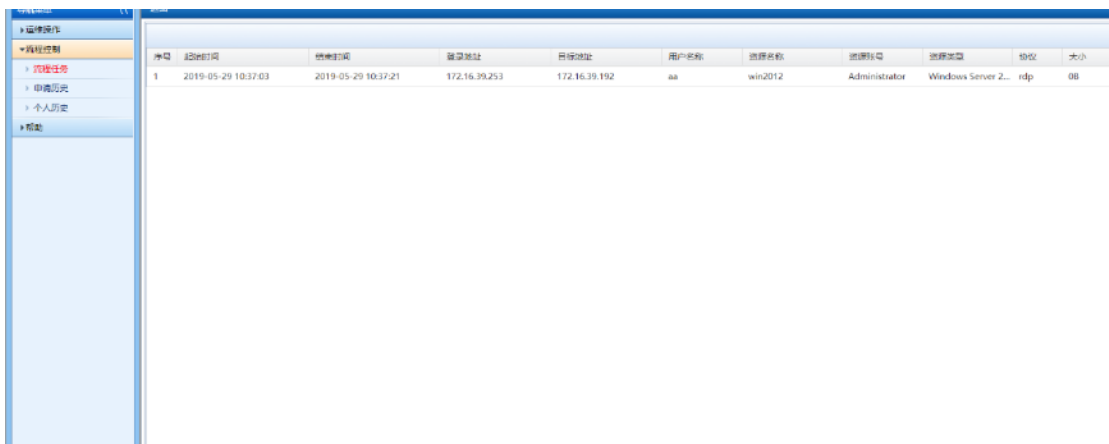 ▸运维操作
▾流程控制
› 流程任务
› 申请历史
› 个人历史
▸帮助
序号 起始时间 结束时间 登录地址 目标地址 用户名称 资源名称 资源账号 资源类型 协议 大小
1 2019-05-29 10:37:03 2019-05-29 10:37:21 172.16.39.253 172.16.39.192 aa win2012 Administrator Windows Server 2... rdp 0B